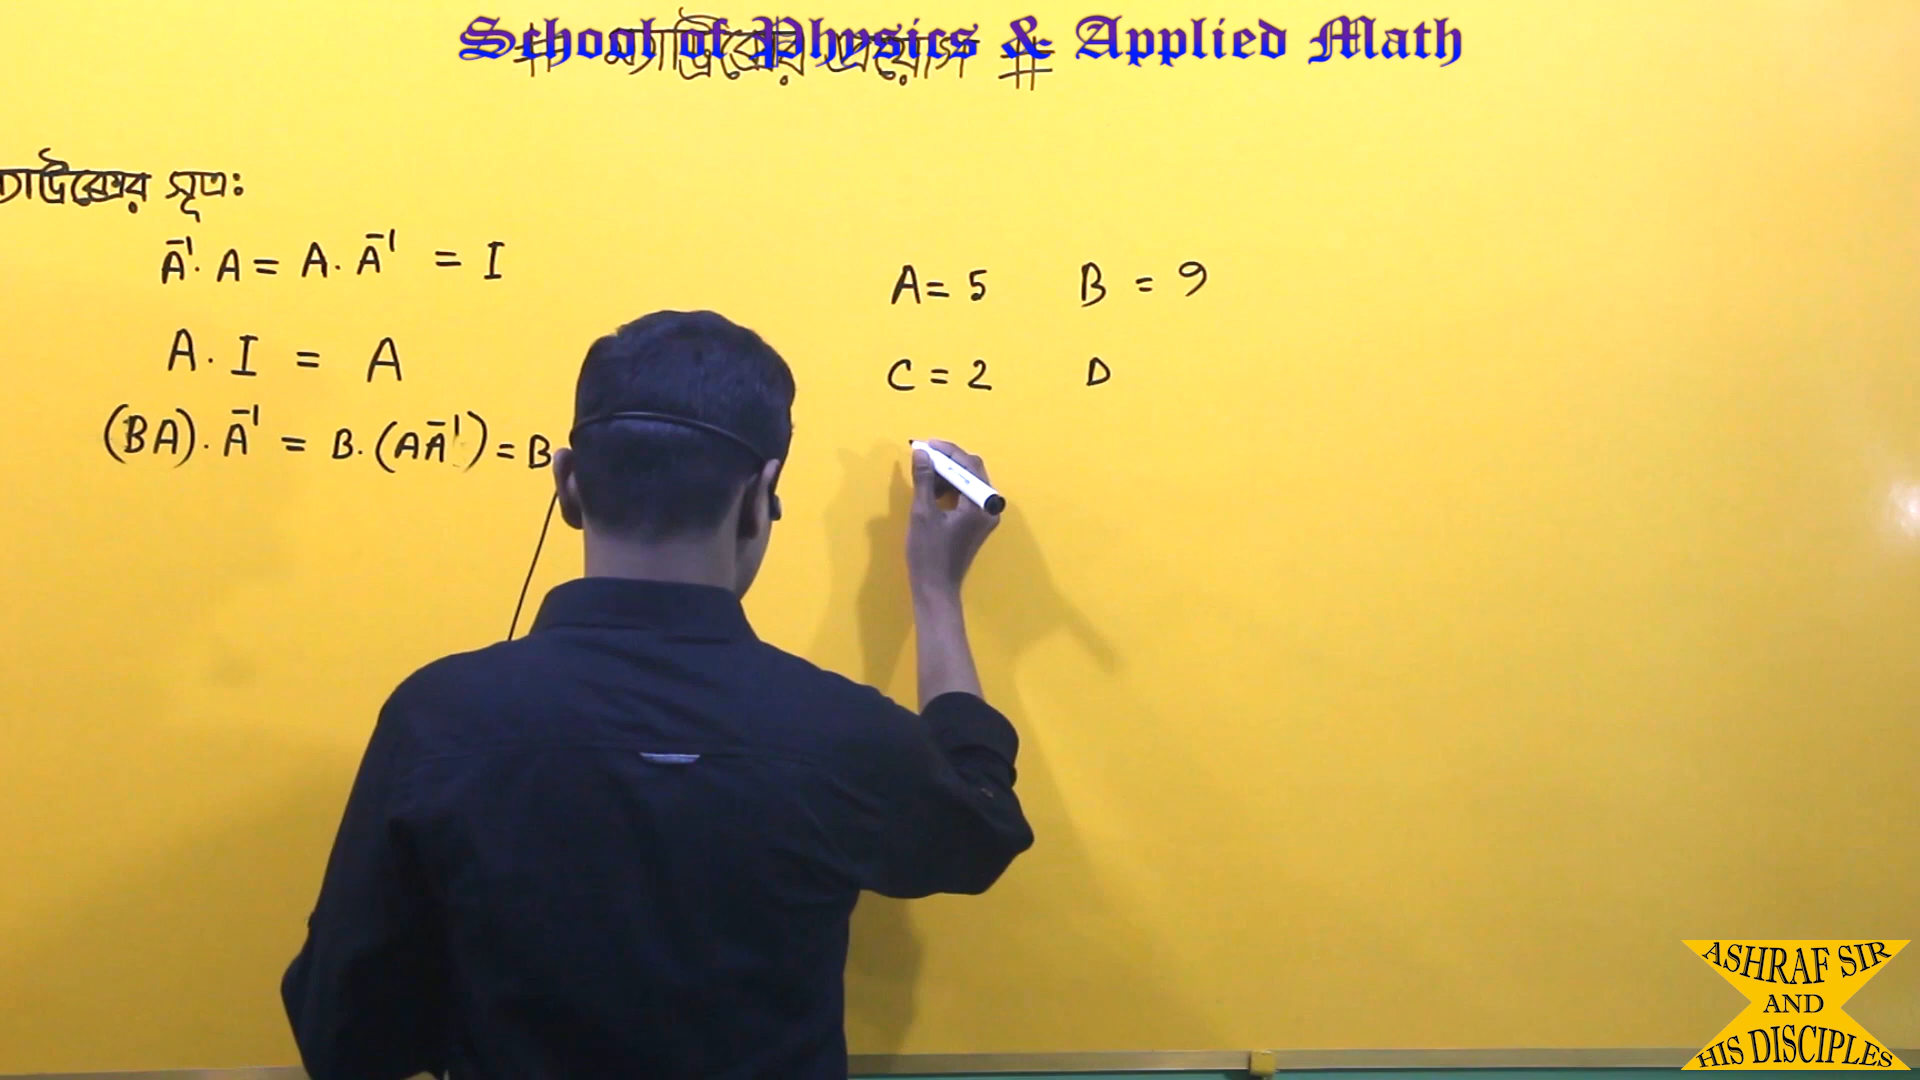 School of Physics & Applied Math
# ম্যাট্রিক্সের প্রয়োগ #
সূত্রঃ
A⁻¹. A = A. A⁻¹ = I
A. I = A
(BA). A⁻¹ = B. (AA⁻¹) = B
A = 5 B = 9
C = 2 D
ASHRAF SIR
AND
HIS DISCIPLES